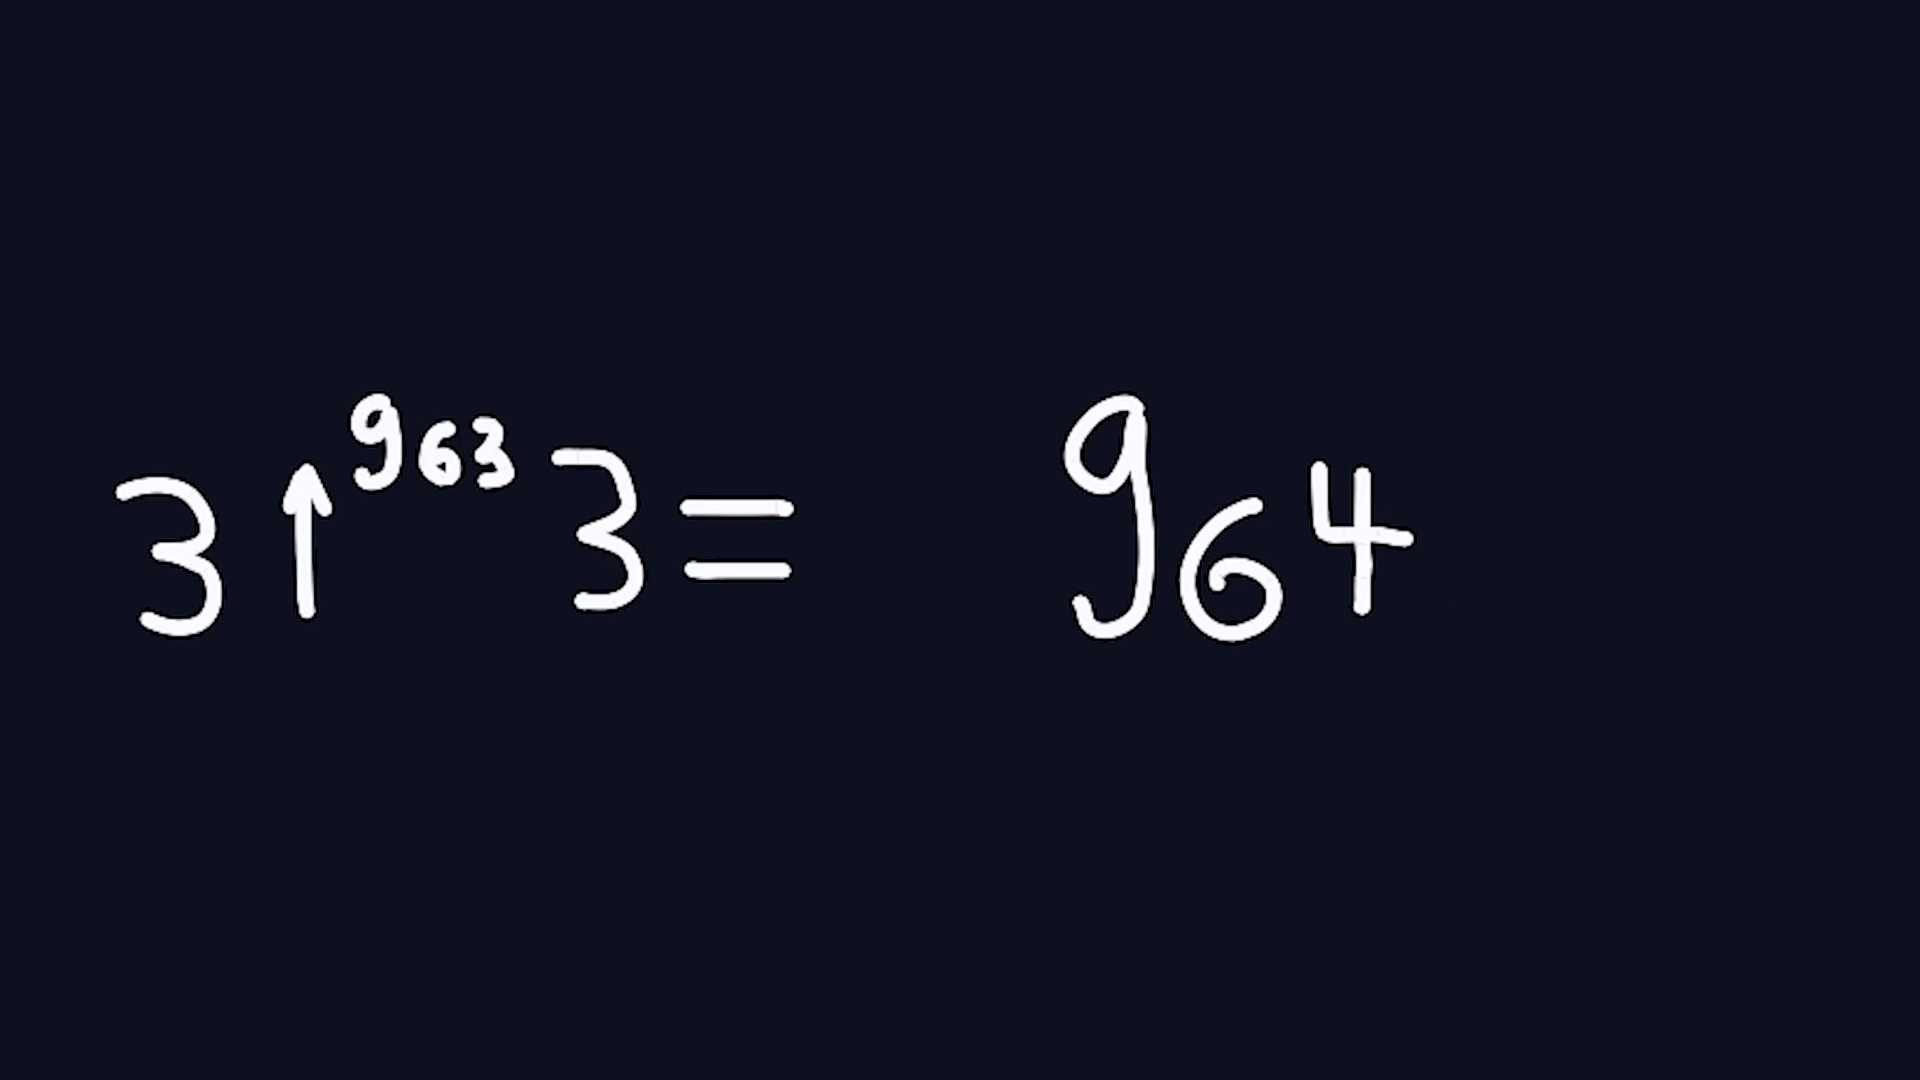 3↑^g₆₃ 3 = g₆₄